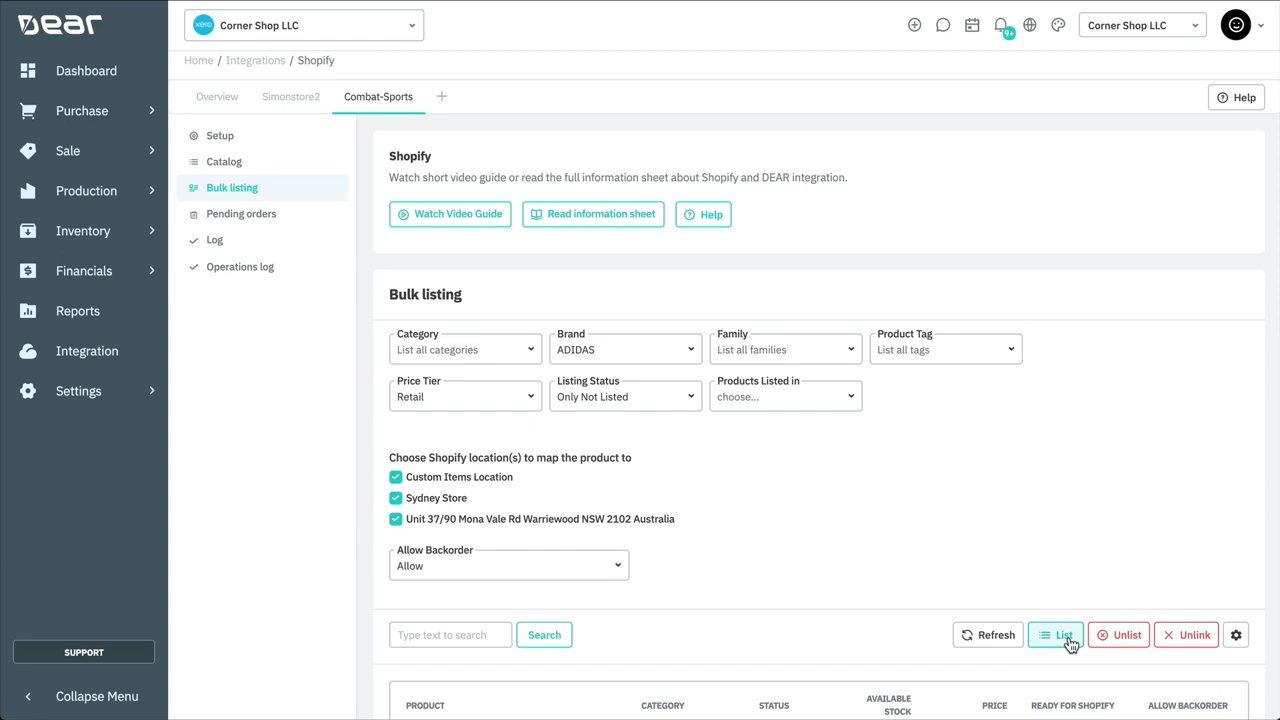 DEAR
Corner Shop LLC
9+
Corner Shop LLC
Home / Integrations / Shopify
Overview
Simonstore2
Combat-Sports
Help
Dashboard
Purchase
Sale
Production
Inventory
Financials
Reports
Integration
Settings
SUPPORT
Collapse Menu
Setup
Catalog
Bulk listing
Pending orders
Log
Operations log
Shopify
Watch short video guide or read the full information sheet about Shopify and DEAR integration.
Watch Video Guide
Read information sheet
Help
Bulk listing
Category
List all categories
Brand
ADIDAS
Family
List all families
Product Tag
List all tags
Price Tier
Retail
Listing Status
Only Not Listed
Products Listed in
choose...
Choose Shopify location(s) to map the product to
Custom Items Location
Sydney Store
Unit 37/90 Mona Vale Rd Warriewood NSW 2102 Australia
Allow Backorder
Allow
Type text to search
Search
Refresh
List
Unlist
Unlink
PRODUCT
CATEGORY
STATUS
AVAILABLE
STOCK
PRICE
READY FOR SHOPIFY
ALLOW BACKORDER